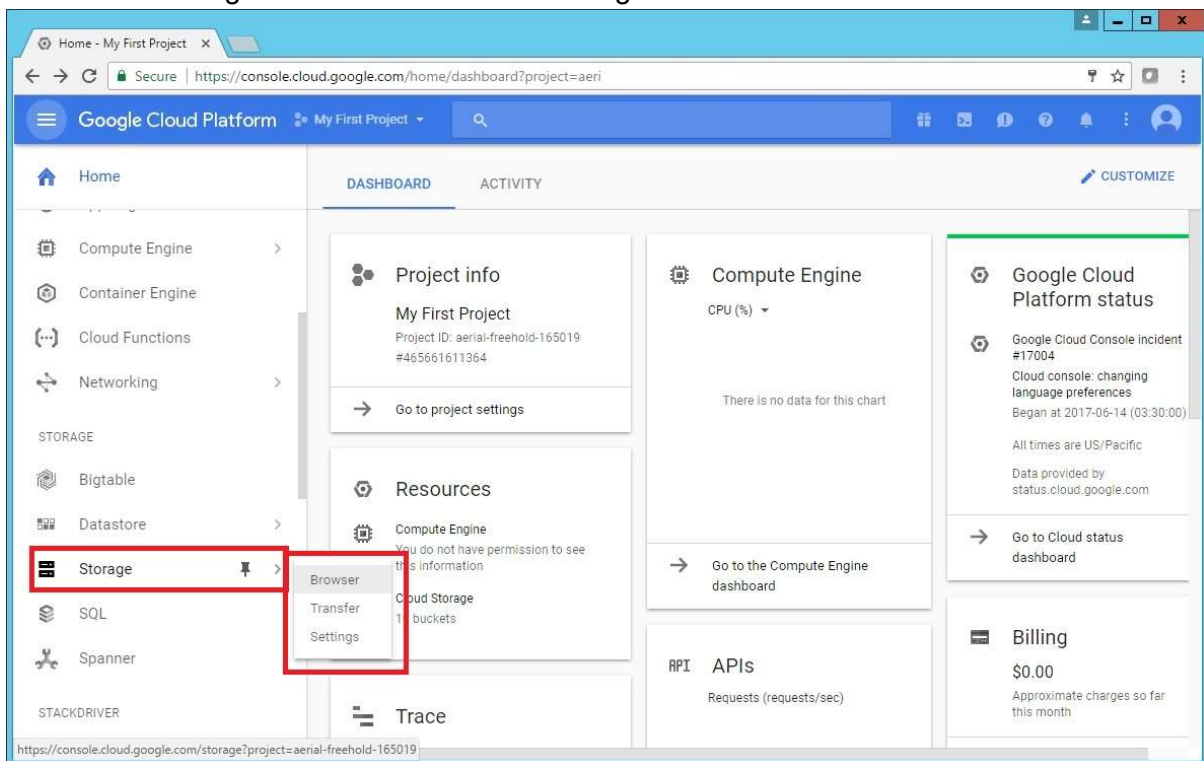 Home - My First Project
Secure | https://console.cloud.google.com/home/dashboard?project=aeri
Google Cloud Platform My First Project
Home
DASHBOARD ACTIVITY CUSTOMIZE
Compute Engine
Container Engine
Cloud Functions
Networking
STORAGE
Bigtable
Datastore
Storage
SQL
Spanner
STACKDRIVER
Browser
Transfer
Settings
Project info
My First Project
Project ID: aerial-freehold-165019
#465661611364
Go to project settings
Resources
Compute Engine
You do not have permission to see
this information
Cloud Storage
buckets
Trace
Compute Engine
CPU (%)
There is no data for this chart
Go to the Compute Engine
dashboard
API APIs
Requests (requests/sec)
Google Cloud
Platform status
Google Cloud Console incident
#17004
Cloud console: changing
language preferences
Began at 2017-06-14 (03:30:00)
All times are US/Pacific
Data provided by
status.cloud.google.com
Go to Cloud status
dashboard
Billing
$0.00
Approximate charges so far
this month
https://console.cloud.google.com/storage?project=aerial-freehold-165019